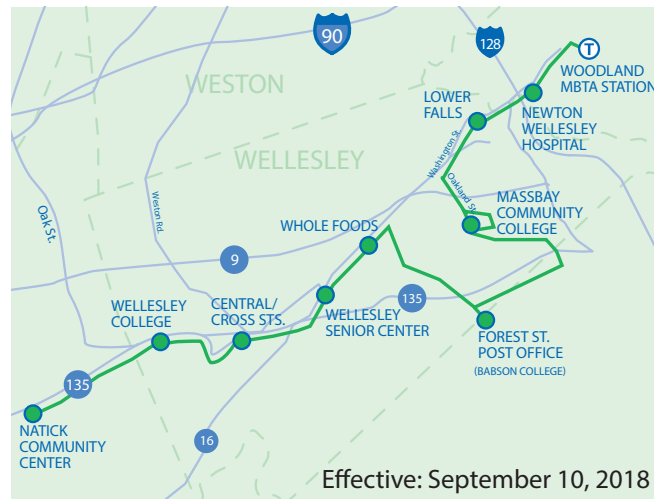 90
128
T
WOODLAND
MBTA STATION
WESTON
LOWER
FALLS
NEWTON
WELLESLEY
HOSPITAL
WELLESLEY
Washington St.
Oakland St.
MASSBAY
COMMUNITY
COLLEGE
Oak St.
Weston Rd.
WHOLE FOODS
9
WELLESLEY
COLLEGE
CENTRAL/
CROSS STS.
135
WELLESLEY
SENIOR CENTER
FOREST ST.
POST OFFICE
(BABSON COLLEGE)
135
NATICK
COMMUNITY
CENTER
16
Effective: September 10, 2018